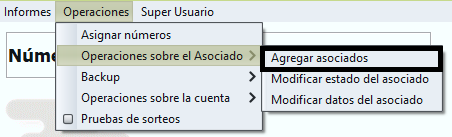 Informes Operaciones Super Usuario
Asignar números
Operaciones sobre el Asociado
Backup
Operaciones sobre la cuenta
Pruebas de sorteos
Agregar asociados
Modificar estado del asociado
Modificar datos del asociado
Núme